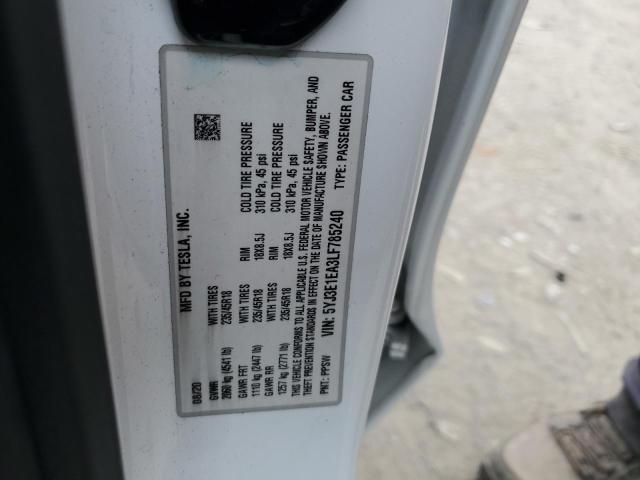 MFD BY TESLA, INC.
08/20
GVWR WITH TIRES RIM COLD TIRE PRESSURE
2060 kg (4541 lb) 235/45R18 18X8.5J 310 kPa, 45 psi
GAWR FRT WITH TIRES RIM COLD TIRE PRESSURE
1110 kg (2447 lb) 235/45R18 18X8.5J 310 kPa, 45 psi
GAWR RR
1257 kg (2771 lb) 235/45R18
THIS VEHICLE CONFORMS TO ALL APPLICABLE U.S. FEDERAL MOTOR VEHICLE SAFETY, BUMPER, AND
THEFT PREVENTION STANDARDS IN EFFECT ON THE DATE OF MANUFACTURE SHOWN ABOVE.
VIN: 5YJ3E1EA3LF785240
PNT: PPSW TYPE: PASSENGER CAR